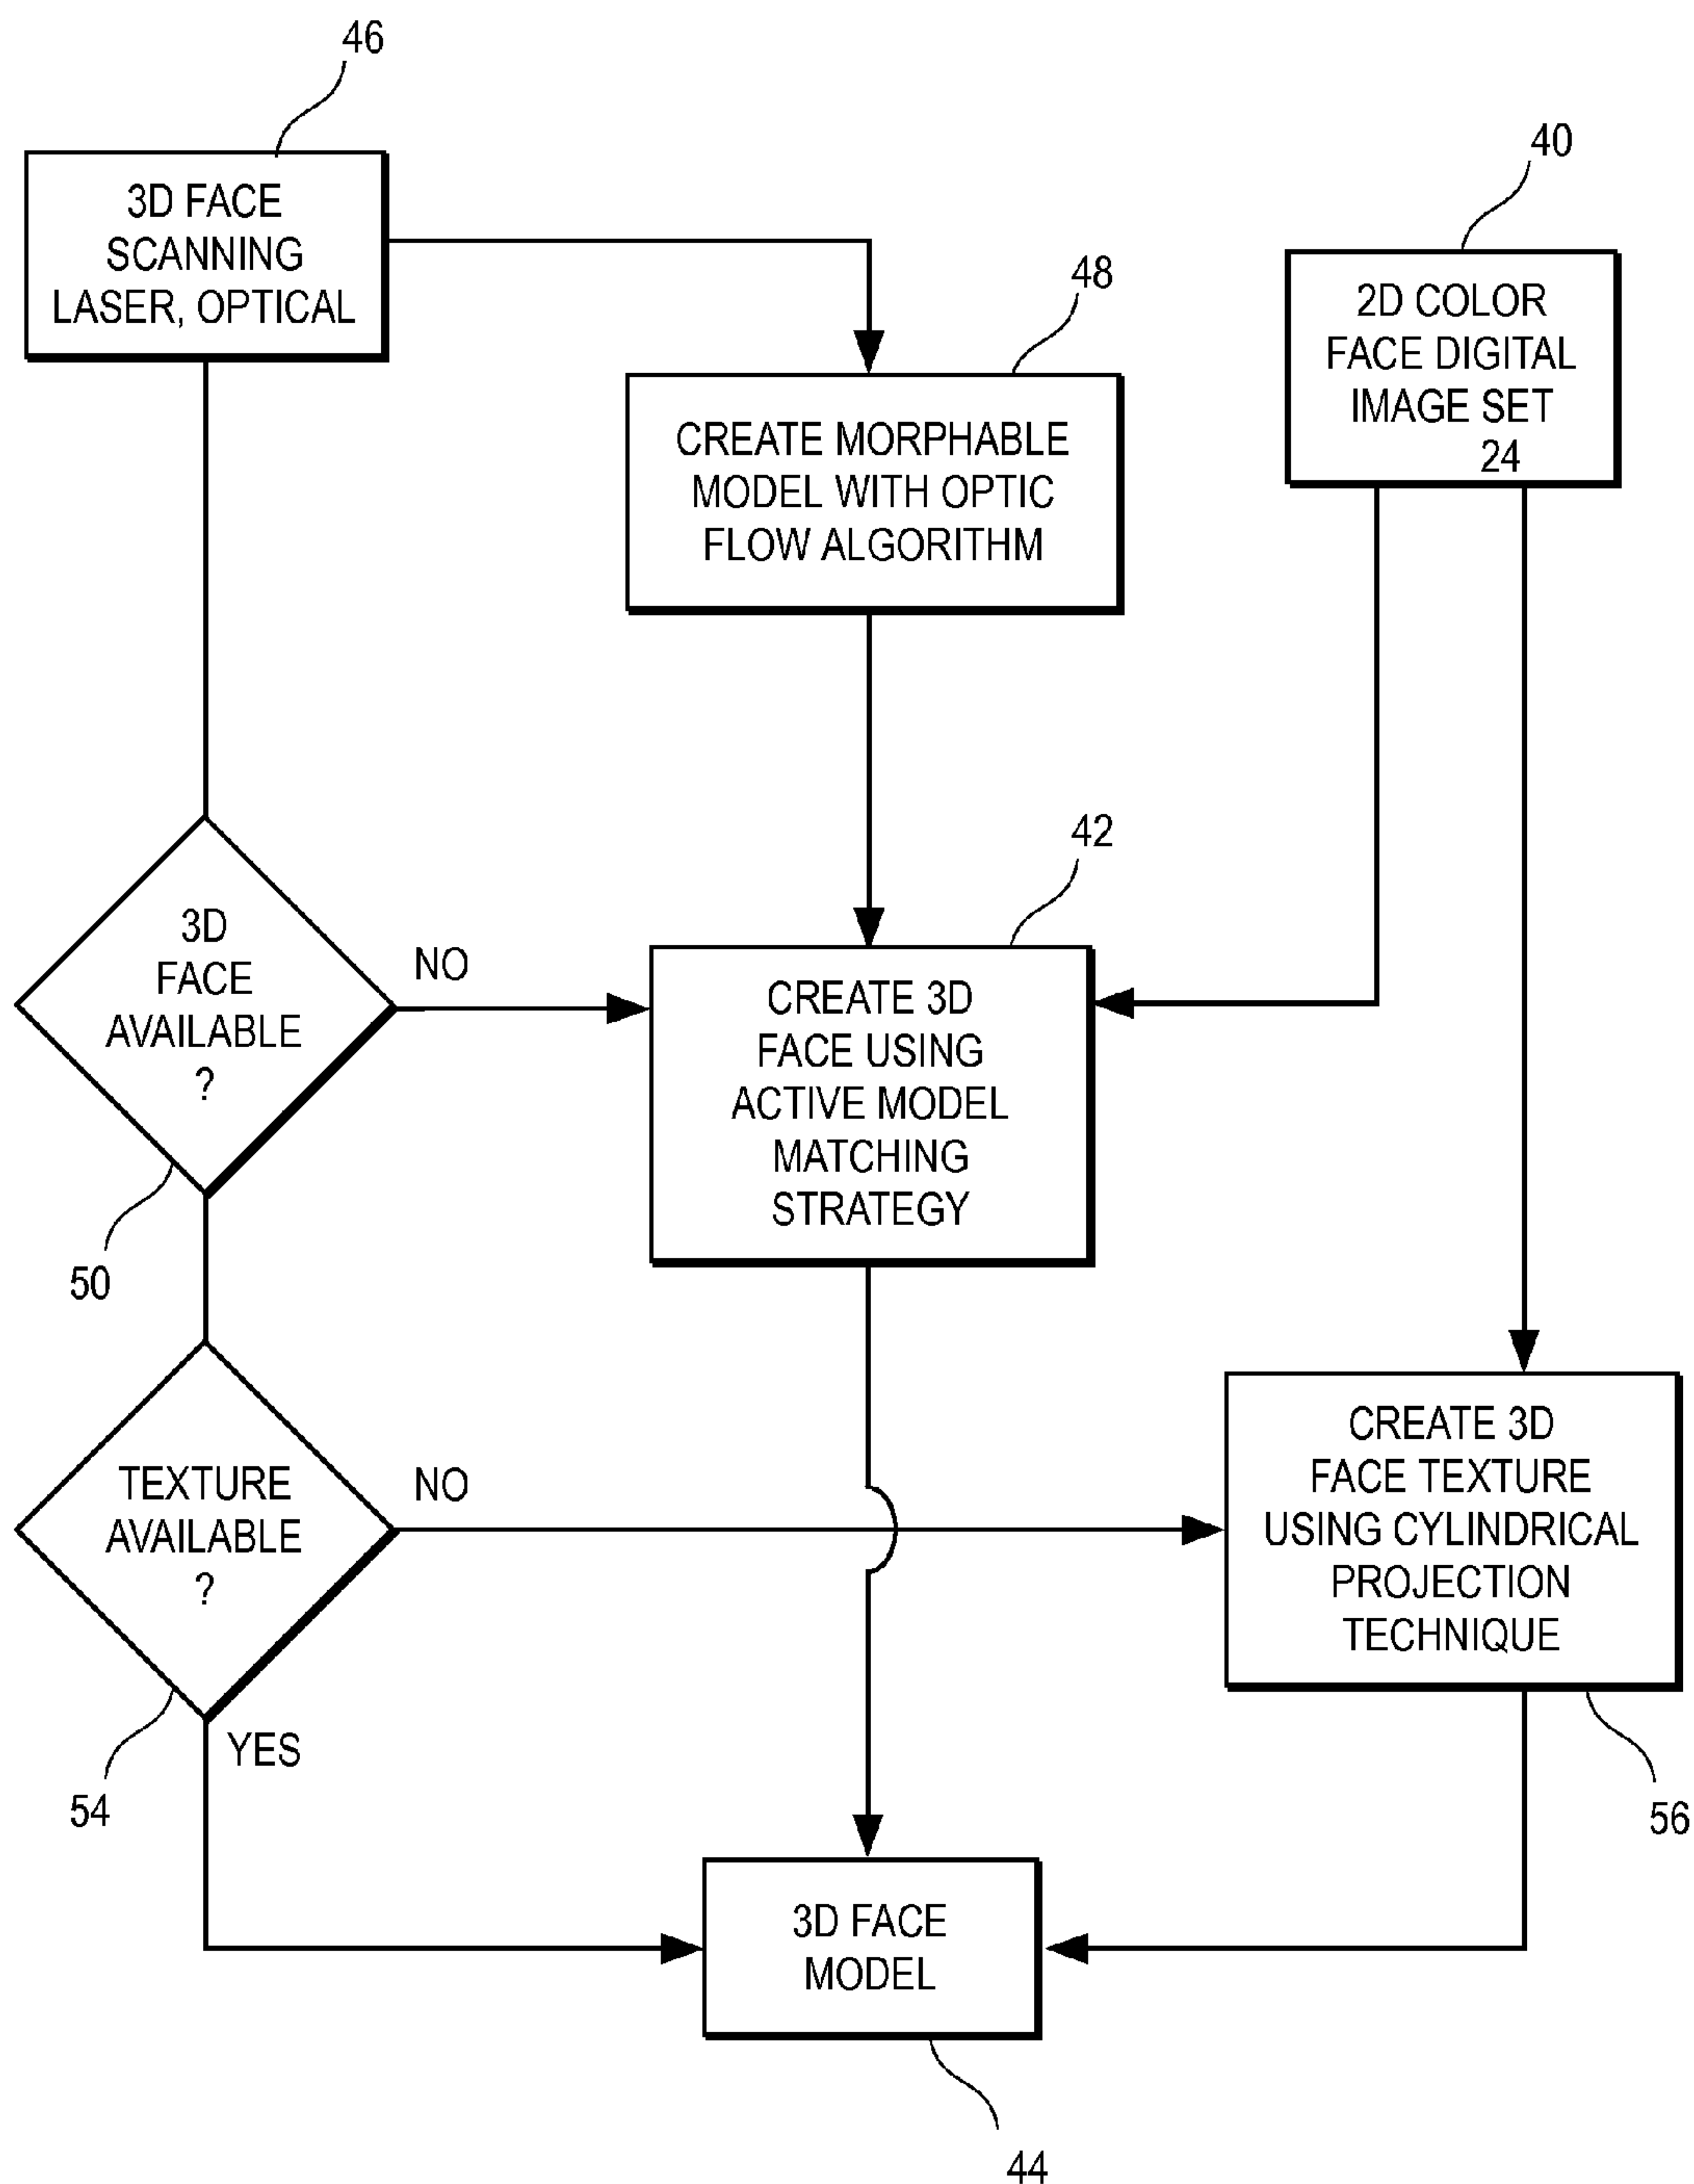 46
3D FACE
SCANNING
LASER, OPTICAL
40
2D COLOR
FACE DIGITAL
IMAGE SET
24
48
CREATE MORPHABLE
MODEL WITH OPTIC
FLOW ALGORITHM
42
3D
FACE
AVAILABLE
?
NO
50
CREATE 3D
FACE USING
ACTIVE MODEL
MATCHING
STRATEGY
TEXTURE
AVAILABLE
?
NO
YES
54
CREATE 3D
FACE TEXTURE
USING CYLINDRICAL
PROJECTION
TECHNIQUE
56
3D FACE
MODEL
44